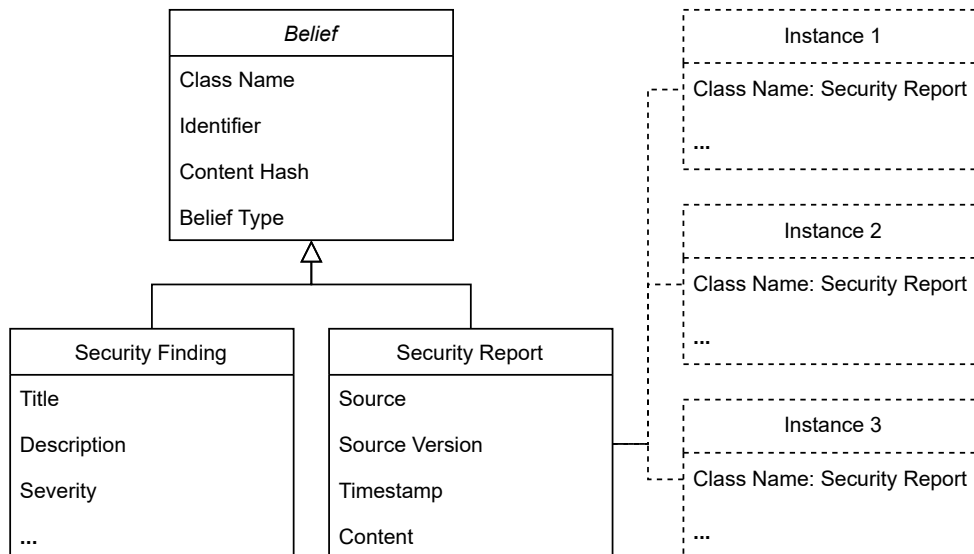 Belief
Class Name
Identifier
Content Hash
Belief Type
Security Finding
Title
Description
Severity
...
Security Report
Source
Source Version
Timestamp
Content
Instance 1
Class Name: Security Report
...
Instance 2
Class Name: Security Report
...
Instance 3
Class Name: Security Report
...